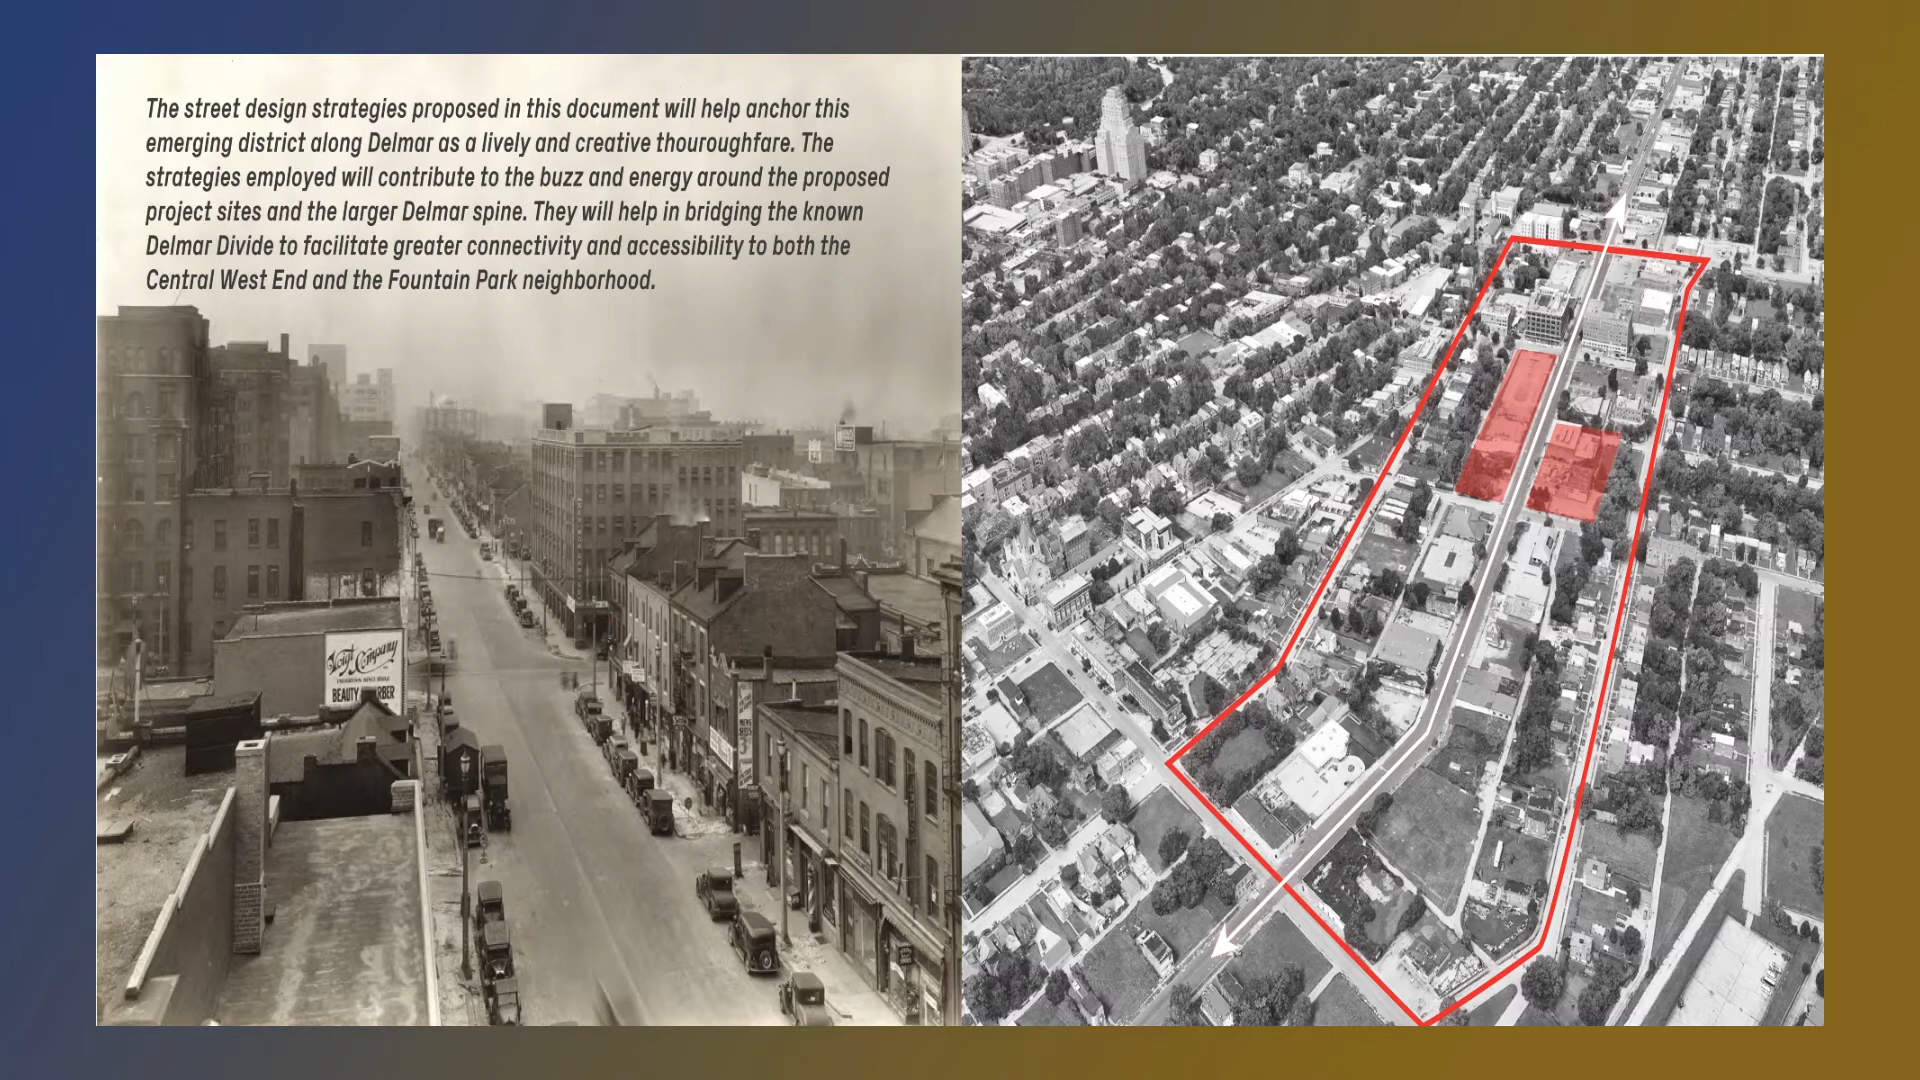 The street design strategies proposed in this document will help anchor this
emerging district along Delmar as a lively and creative thouroughfare. The
strategies employed will contribute to the buzz and energy around the proposed
project sites and the larger Delmar spine. They will help in bridging the known
Delmar Divide to facilitate greater connectivity and accessibility to both the
Central West End and the Fountain Park neighborhood.
Voigt Company
BEAUTY